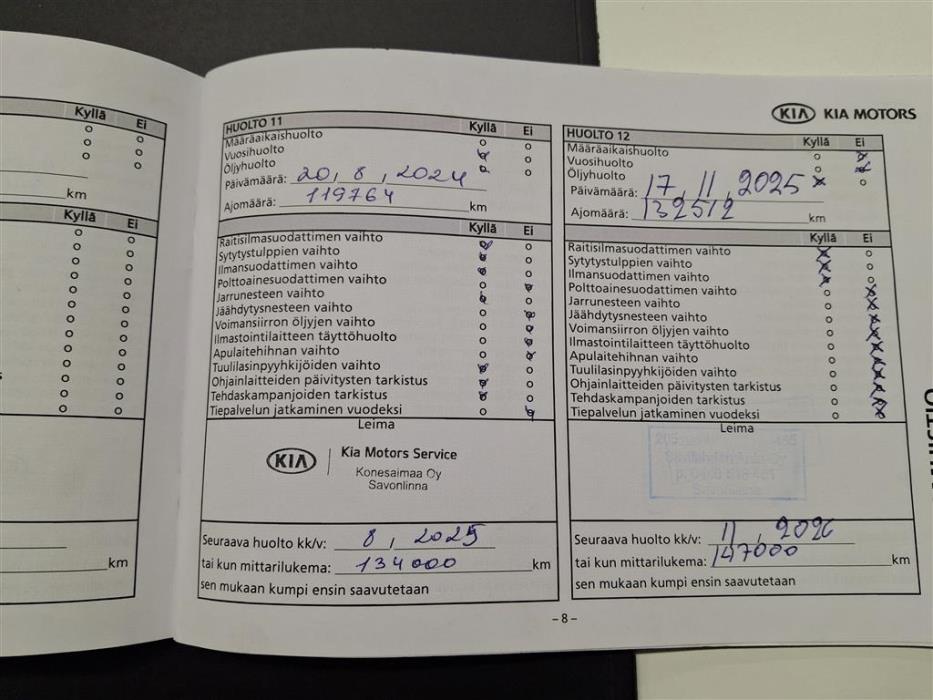 Kyllä Ei
km
Kyllä Ei
km
HUOLTO 11 Kyllä Ei
Määräaikaishuolto
Vuosihuolto
Öljyhuolto
Päivämäärä: 20, 8, 2024
Ajomäärä: 119764 km
Kyllä Ei
Raitisilmasuodattimen vaihto
Sytytystulppien vaihto
Ilmansuodattimen vaihto
Polttoainesuodattimen vaihto
Jarrunesteen vaihto
Jäähdytysnesteen vaihto
Voimansiirron öljyjen vaihto
Ilmastointilaitteen täyttöhuolto
Apulaitehihnan vaihto
Tuulilasinpyyhkijöiden vaihto
Ohjainlaitteiden päivitysten tarkistus
Tehdaskampanjoiden tarkistus
Tiepalvelun jatkaminen vuodeksi
Leima
KIA Kia Motors Service
Konesaimaa Oy
Savonlinna
Seuraava huolto kk/v: 8, 2025
tai kun mittarilukema: 134000 km
sen mukaan kumpi ensin saavutetaan
KIA KIA MOTORS
HUOLTO 12 Kyllä Ei
Määräaikaishuolto
Vuosihuolto
Öljyhuolto
Päivämäärä: 17, 11, 2025
Ajomäärä: 132512 km
Kyllä Ei
Raitisilmasuodattimen vaihto
Sytytystulppien vaihto
Ilmansuodattimen vaihto
Polttoainesuodattimen vaihto
Jarrunesteen vaihto
Jäähdytysnesteen vaihto
Voimansiirron öljyjen vaihto
Ilmastointilaitteen täyttöhuolto
Apulaitehihnan vaihto
Tuulilasinpyyhkijöiden vaihto
Ohjainlaitteiden päivitysten tarkistus
Tehdaskampanjoiden tarkistus
Tiepalvelun jatkaminen vuodeksi
Leima
Savonlinna
Seuraava huolto kk/v: 11, 2026
tai kun mittarilukema: 147000 km
sen mukaan kumpi ensin saavutetaan
- 8 -